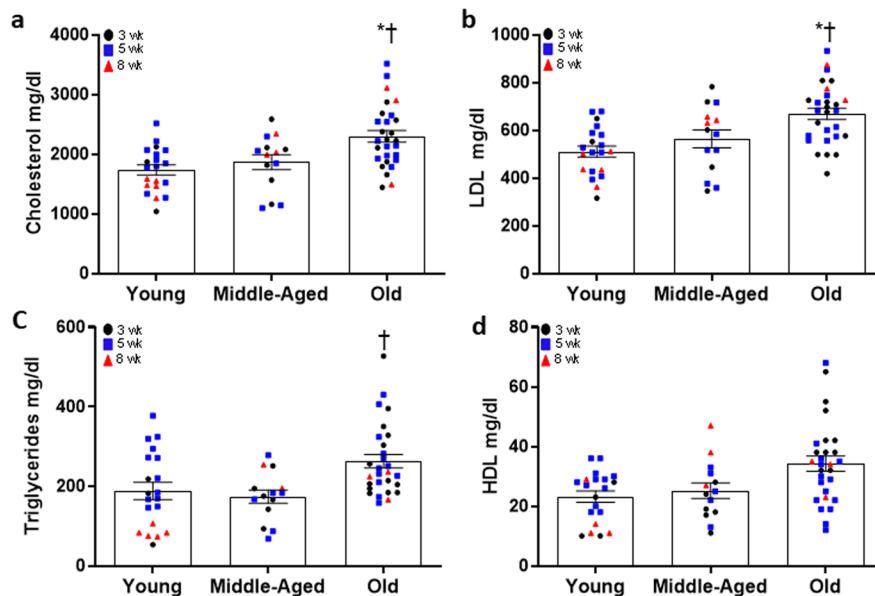 a
Cholesterol mg/dl
4000
3000
2000
1000
0
3 wk
5 wk
8 wk
*†
Young Middle-Aged Old
b
LDL mg/dl
1000
800
600
400
200
0
3 wk
5 wk
8 wk
*†
Young Middle-Aged Old
C
Triglycerides mg/dl
600
400
200
0
3 wk
5 wk
8 wk
†
Young Middle-Aged Old
d
HDL mg/dl
80
60
40
20
0
3 wk
5 wk
8 wk
Young Middle-Aged Old